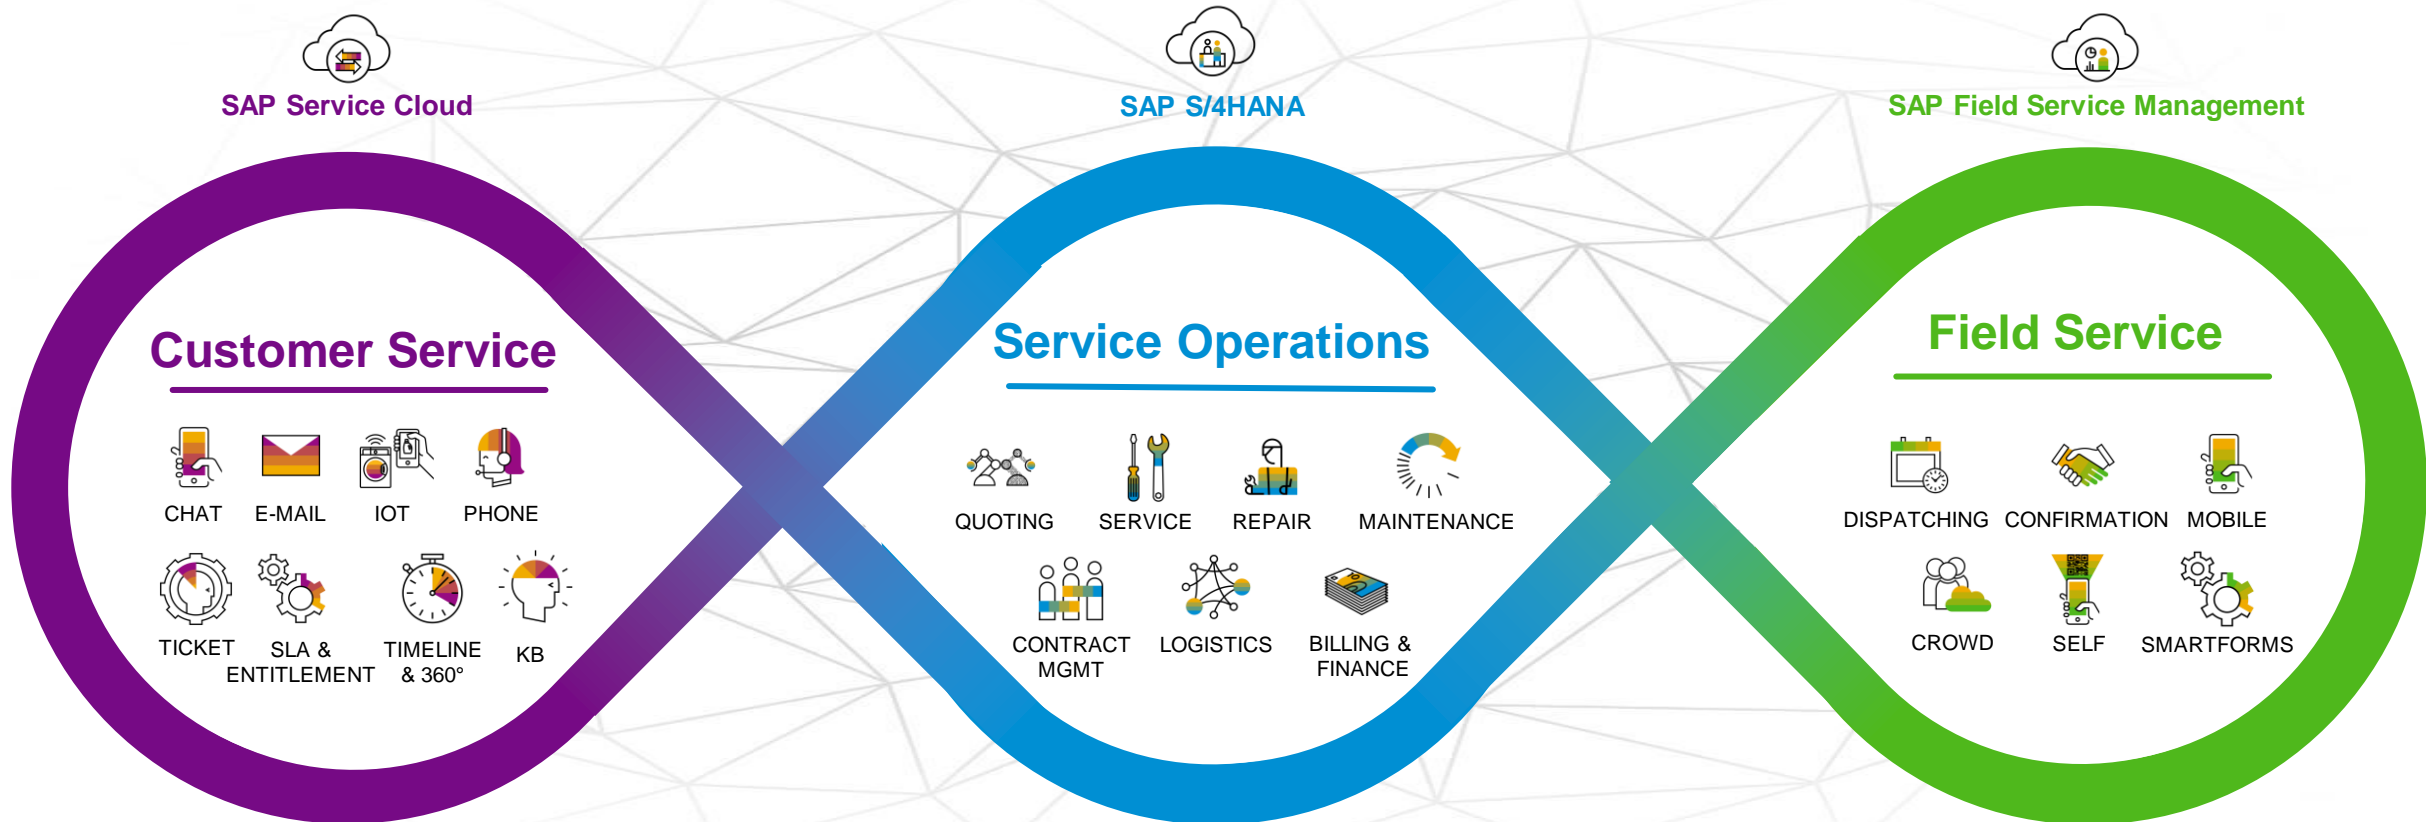 SAP Service Cloud
SAP S/4HANA
SAP Field Service Management
Customer Service
CHAT
E-MAIL
IOT
PHONE
TICKET
SLA &
ENTITLEMENT
TIMELINE
& 360°
KB
Service Operations
QUOTING
SERVICE
REPAIR
MAINTENANCE
CONTRACT
MGMT
LOGISTICS
BILLING &
FINANCE
Field Service
DISPATCHING
CONFIRMATION
MOBILE
CROWD
SELF
SMARTFORMS